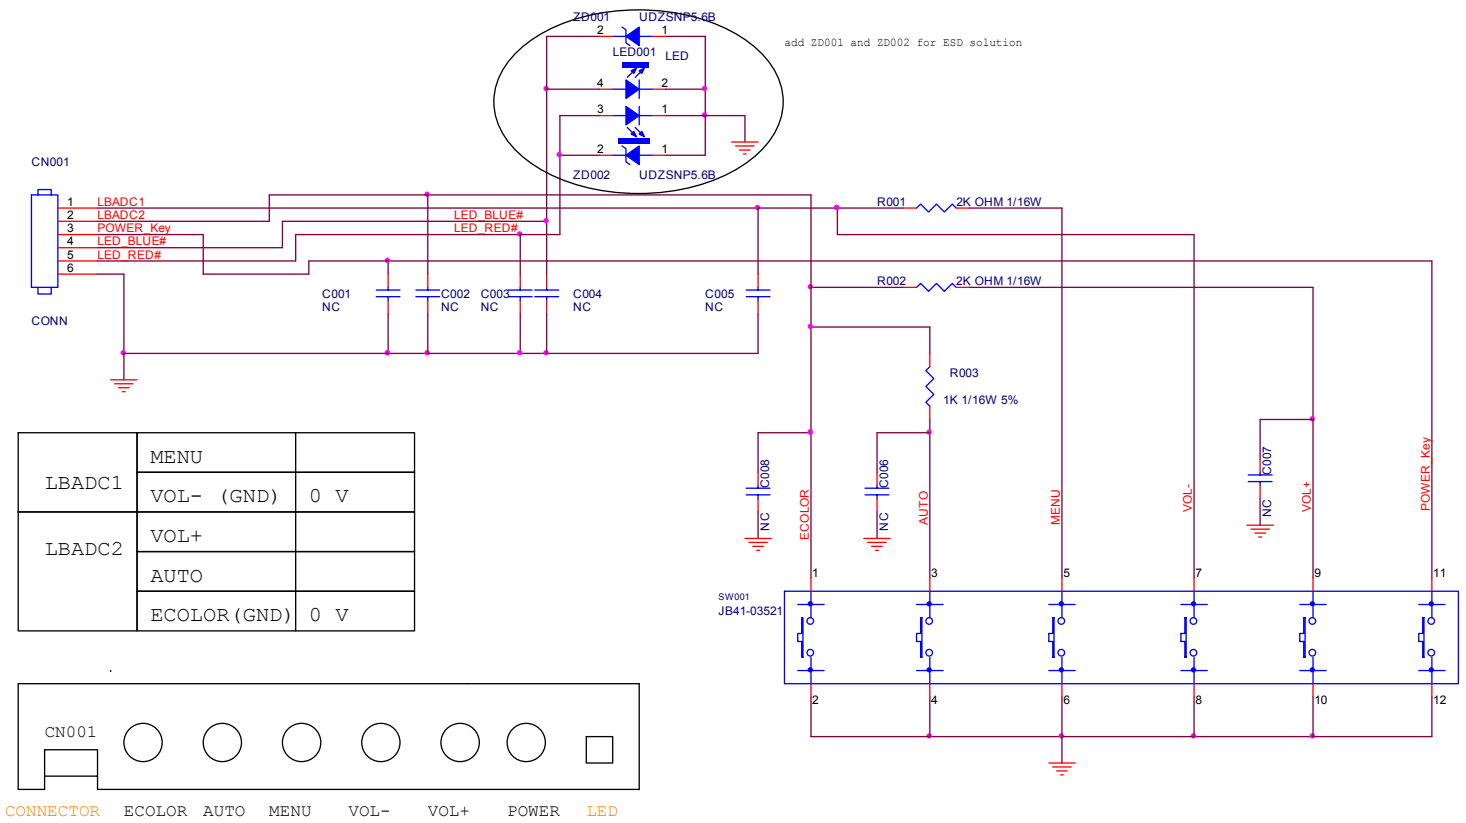 ZD001 UDZSNP5.6B
2 1
add ZD001 and ZD002 for ESD solution
LED001 LED
4 2
3 1
2 1
ZD002 UDZSNP5.6B
CN001
1 LBADC1
2 LBADC2
3 POWER_Key
4 LED_BLUE#
5 LED_RED#
6
CONN
LED_BLUE#
LED_RED#
R001 2K OHM 1/16W
R002 2K OHM 1/16W
C001
NC
C002
NC
C003
NC
C004
NC
C005
NC
R003
1K 1/16W 5%
C008
NC
C006
NC
C007
NC
ECOLOR
AUTO
MENU
VOL-
VOL+
POWER_Key
1 3 5 7 9 11
SW001
JB41-03521
2 4 6 8 10 12
LBADC1
MENU
VOL- (GND) 0 V
LBADC2
VOL+
AUTO
ECOLOR(GND) 0 V
CN001
CONNECTOR ECOLOR AUTO MENU VOL- VOL+ POWER LED